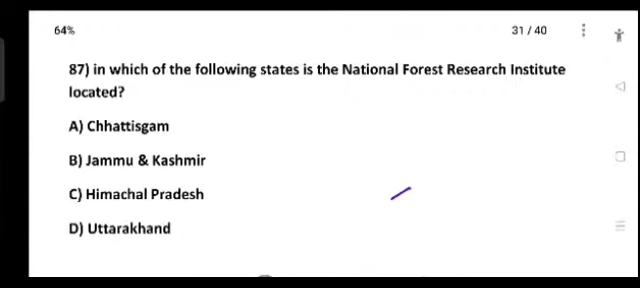 64%
31 / 40
87) in which of the following states is the National Forest Research Institute
located?
A) Chhattisgam
B) Jammu & Kashmir
C) Himachal Pradesh
D) Uttarakhand